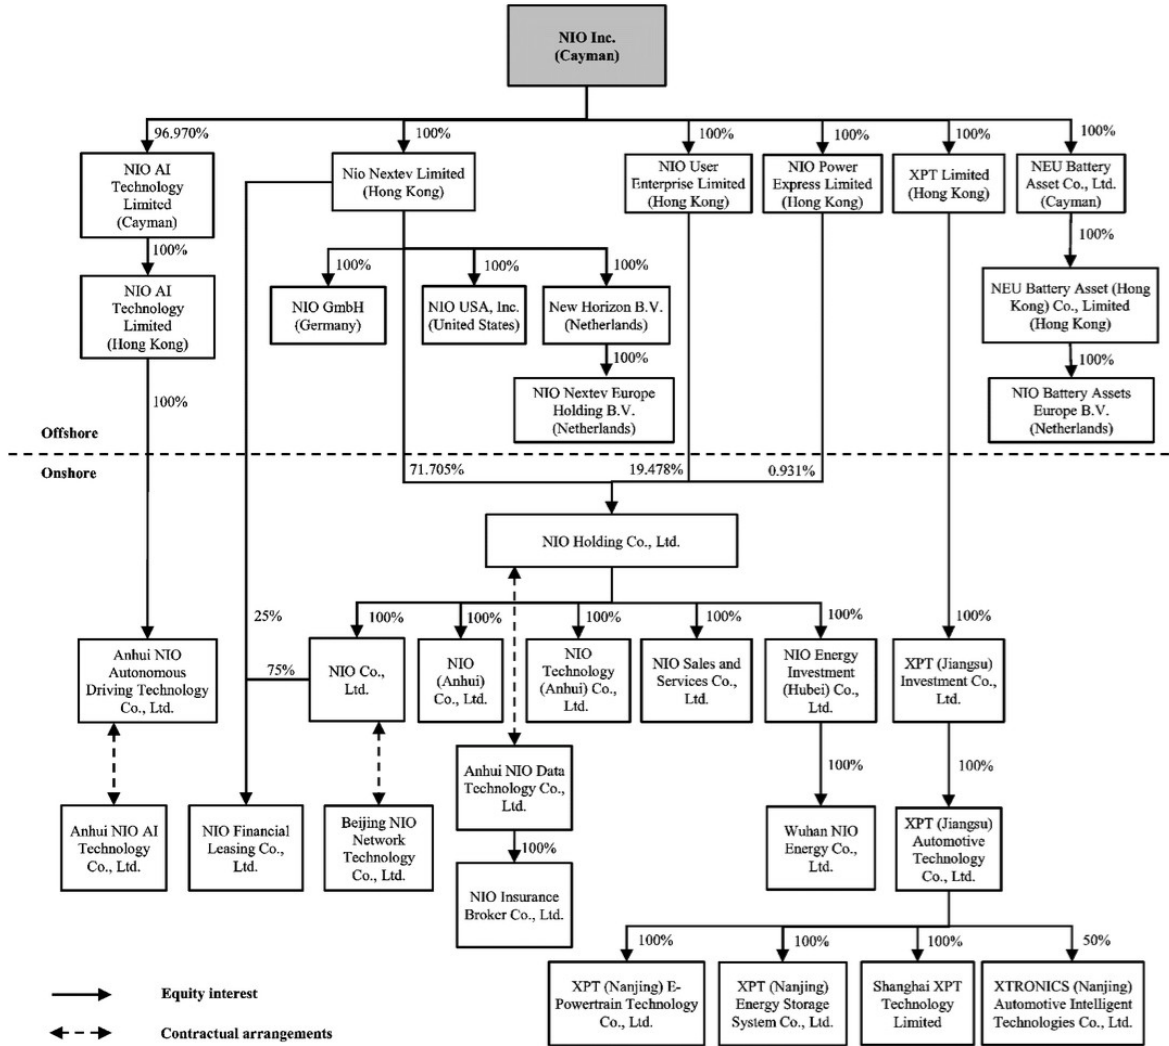 NIO Inc.
(Cayman)
96.970%
100%
100%
100%
100%
100%
NIO AI
Technology
Limited
(Cayman)
Nio Nextev Limited
(Hong Kong)
NIO User
Enterprise Limited
(Hong Kong)
NIO Power
Express Limited
(Hong Kong)
XPT Limited
(Hong Kong)
NEU Battery
Asset Co., Ltd.
(Cayman)
100%
100%
100%
100%
100%
NIO AI
Technology
Limited
(Hong Kong)
NIO GmbH
(Germany)
NIO USA, Inc.
(United States)
New Horizon B.V.
(Netherlands)
NEU Battery Asset (Hong
Kong) Co., Limited
(Hong Kong)
100%
100%
100%
NIO Nextev Europe
Holding B.V.
(Netherlands)
NIO Battery Assets
Europe B.V.
(Netherlands)
Offshore
Onshore
71.705%
19.478%
0.931%
NIO Holding Co., Ltd.
25%
75%
100%
100%
100%
100%
100%
100%
Anhui NIO
Autonomous
Driving Technology
Co., Ltd.
NIO Co.,
Ltd.
NIO
(Anhui)
Co., Ltd.
NIO
Technology
(Anhui) Co.,
Ltd.
NIO Sales and
Services Co.,
Ltd.
NIO Energy
Investment
(Hubei) Co.,
Ltd.
XPT (Jiangsu)
Investment Co.,
Ltd.
100%
100%
Anhui NIO AI
Technology
Co., Ltd.
NIO Financial
Leasing Co.,
Ltd.
Beijing NIO
Network
Technology
Co., Ltd.
Anhui NIO Data
Technology Co.,
Ltd.
100%
NIO Insurance
Broker Co., Ltd.
Wuhan NIO
Energy Co.,
Ltd.
XPT (Jiangsu)
Automotive
Technology
Co., Ltd.
100%
100%
100%
50%
XPT (Nanjing) E-
Powertrain Technology
Co., Ltd.
XPT (Nanjing)
Energy Storage
System Co., Ltd.
Shanghai XPT
Technology
Limited
XTRONICS (Nanjing)
Automotive Intelligent
Technologies Co., Ltd.
Equity interest
Contractual arrangements